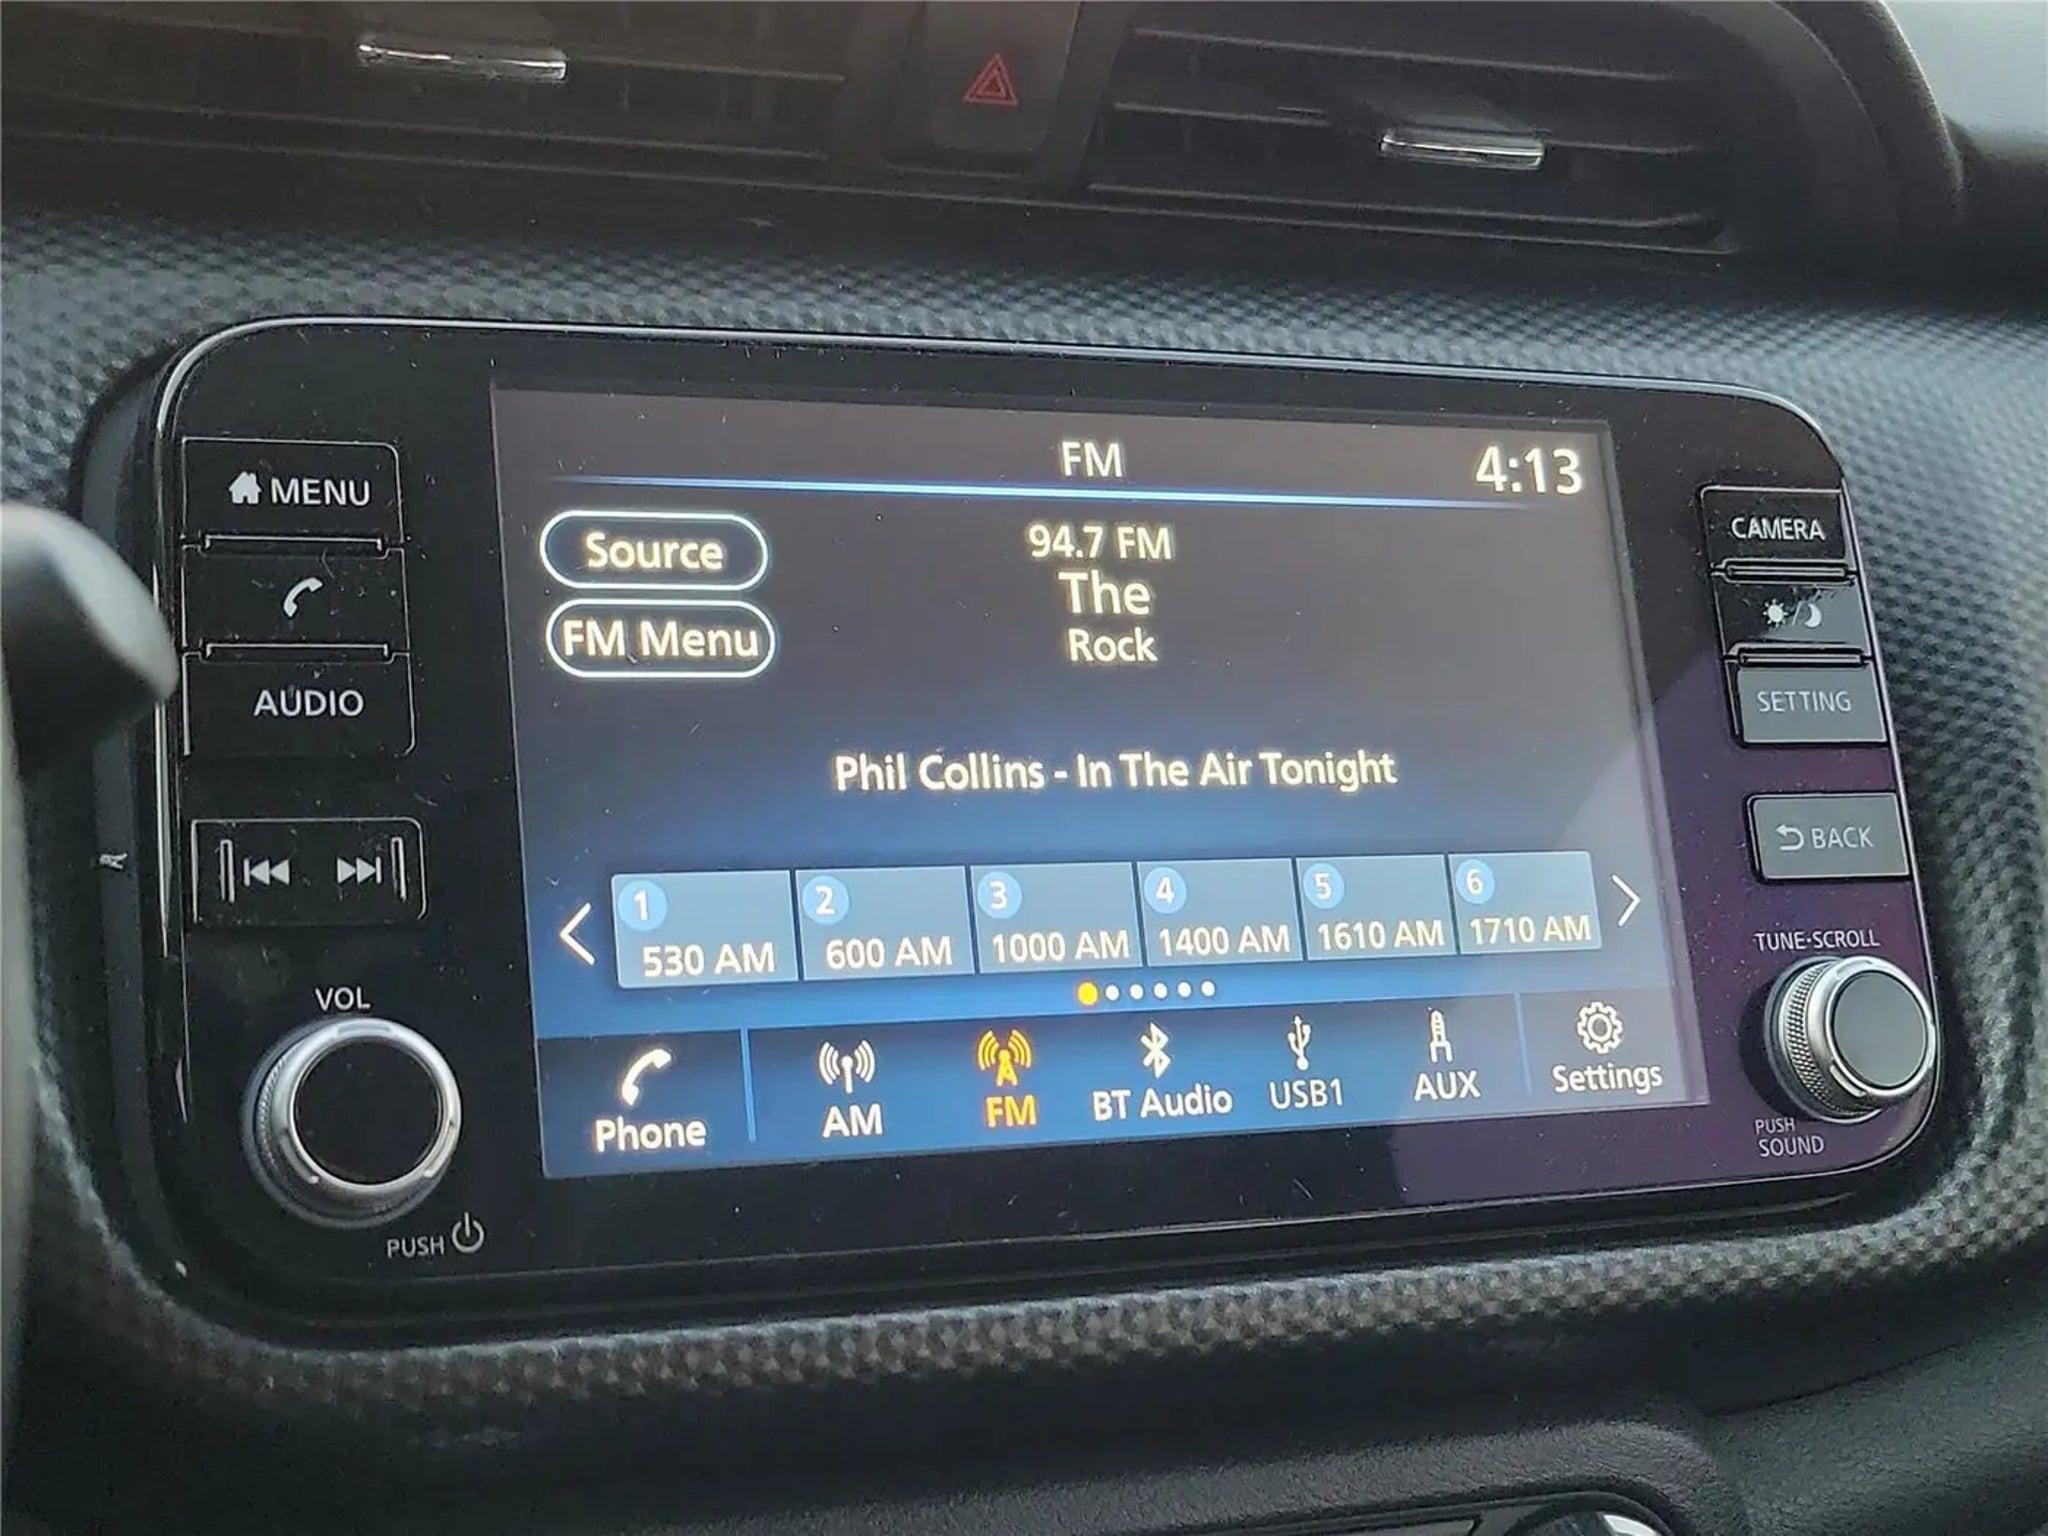 FM
4:13
MENU
CAMERA
Source
94.7 FM
The
FM Menu
Rock
AUDIO
SETTING
Phil Collins - In The Air Tonight
BACK
1
2
3
4
5
6
530 AM
600 AM
1000 AM
1400 AM
1610 AM
1710 AM
TUNE·SCROLL
VOL
Phone
AM
FM
BT Audio
USB1
AUX
Settings
PUSH
SOUND
PUSH